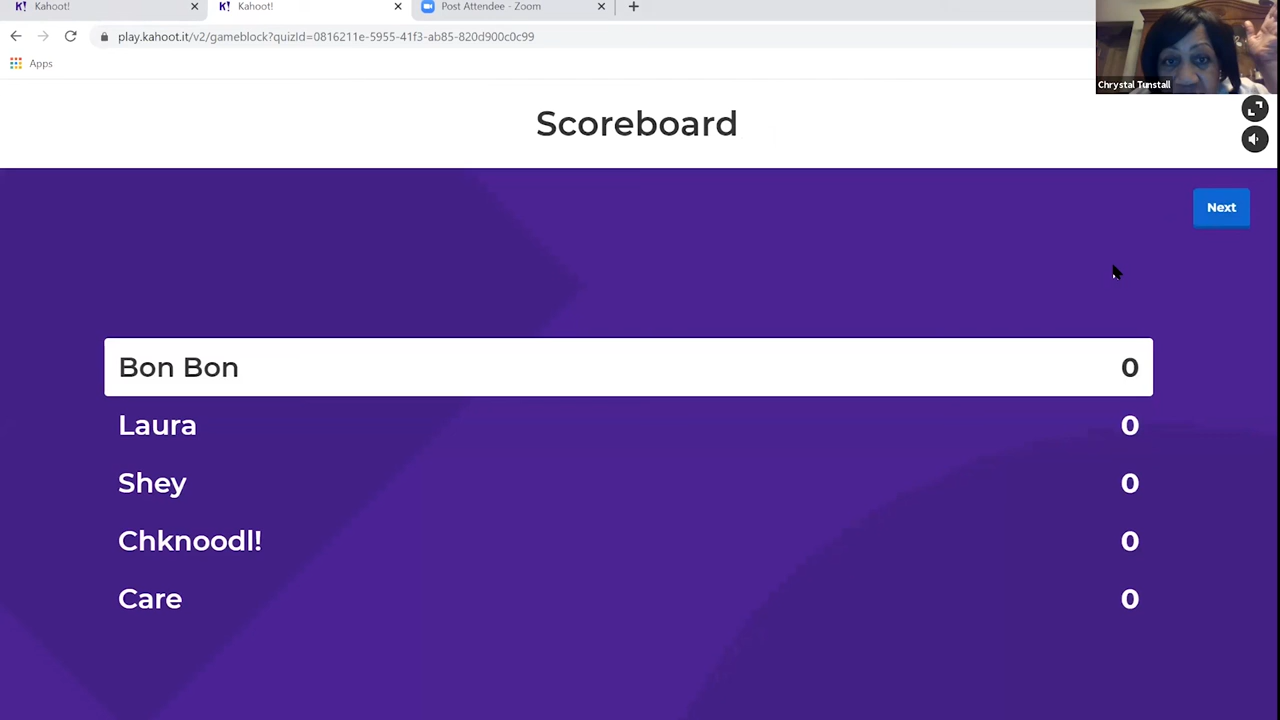 Kahoot!
Kahoot!
Post Attendee - Zoom
play.kahoot.it/v2/gameblock?quizId=0816211e-5955-41f3-ab85-820d900c0c99
Apps
Chrystal Tunstall
Scoreboard
Next
Bon Bon 0
Laura 0
Shey 0
Chknoodl! 0
Care 0